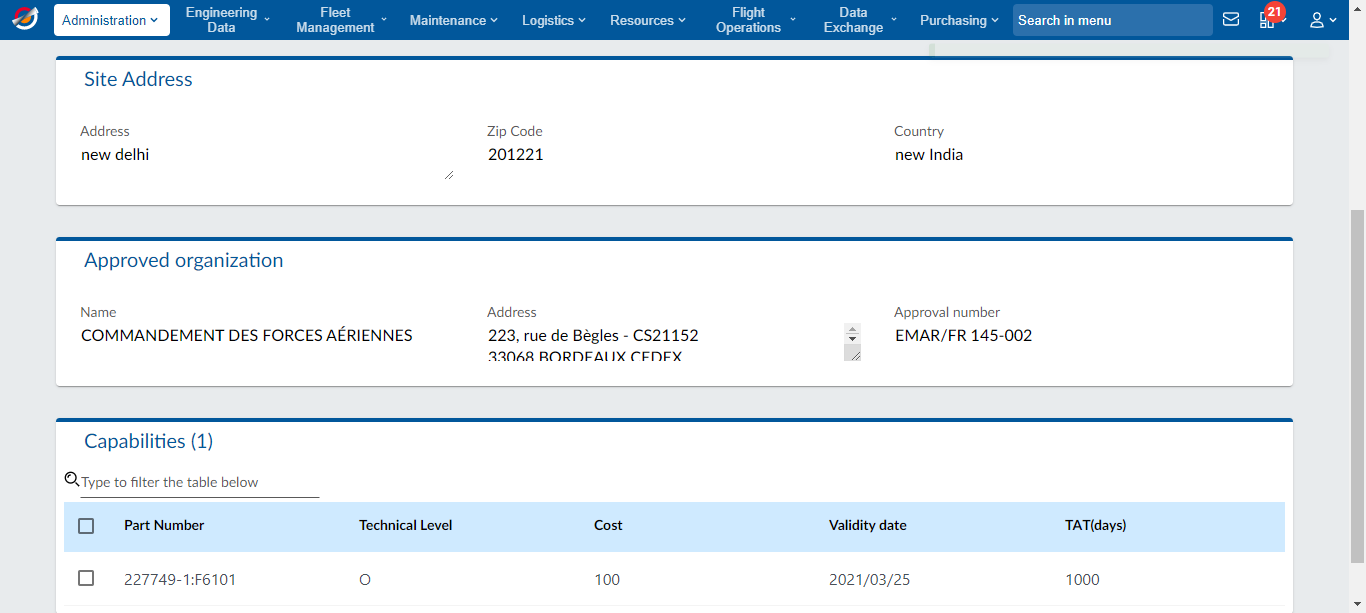 Administration
Engineering Data
Fleet Management
Maintenance
Logistics
Resources
Flight Operations
Data Exchange
Purchasing
Search in menu
21
Site Address
Address
Zip Code
Country
new delhi
201221
new India
Approved organization
Name
Address
Approval number
COMMANDEMENT DES FORCES AÉRIENNES
223, rue de Bègles - CS21152
EMAR/FR 145-002
33068 BORDEAUX CEDEX
Capabilities (1)
Type to filter the table below
Part Number Technical Level Cost Validity date TAT(days)
227749-1:F6101 O 100 2021/03/25 1000